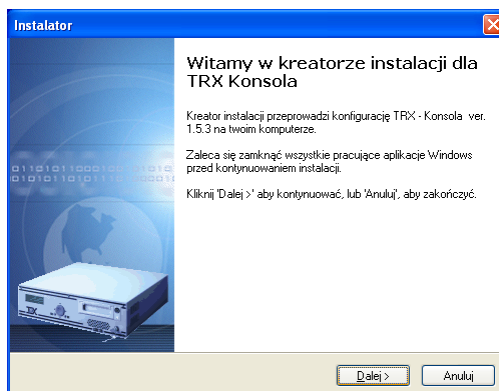 Instalator
Witamy w kreatorze instalacji dla
TRX Konsola
Kreator instalacji przeprowadzi konfigurację TRX - Konsola ver.
1.5.3 na twoim komputerze.
Zaleca się zamknąć wszystkie pracujące aplikacje Windows
przed kontynuowaniem instalacji.
Kliknij 'Dalej >' aby kontynuować, lub 'Anuluj', aby zakończyć.
TRX
Dalej >
Anuluj